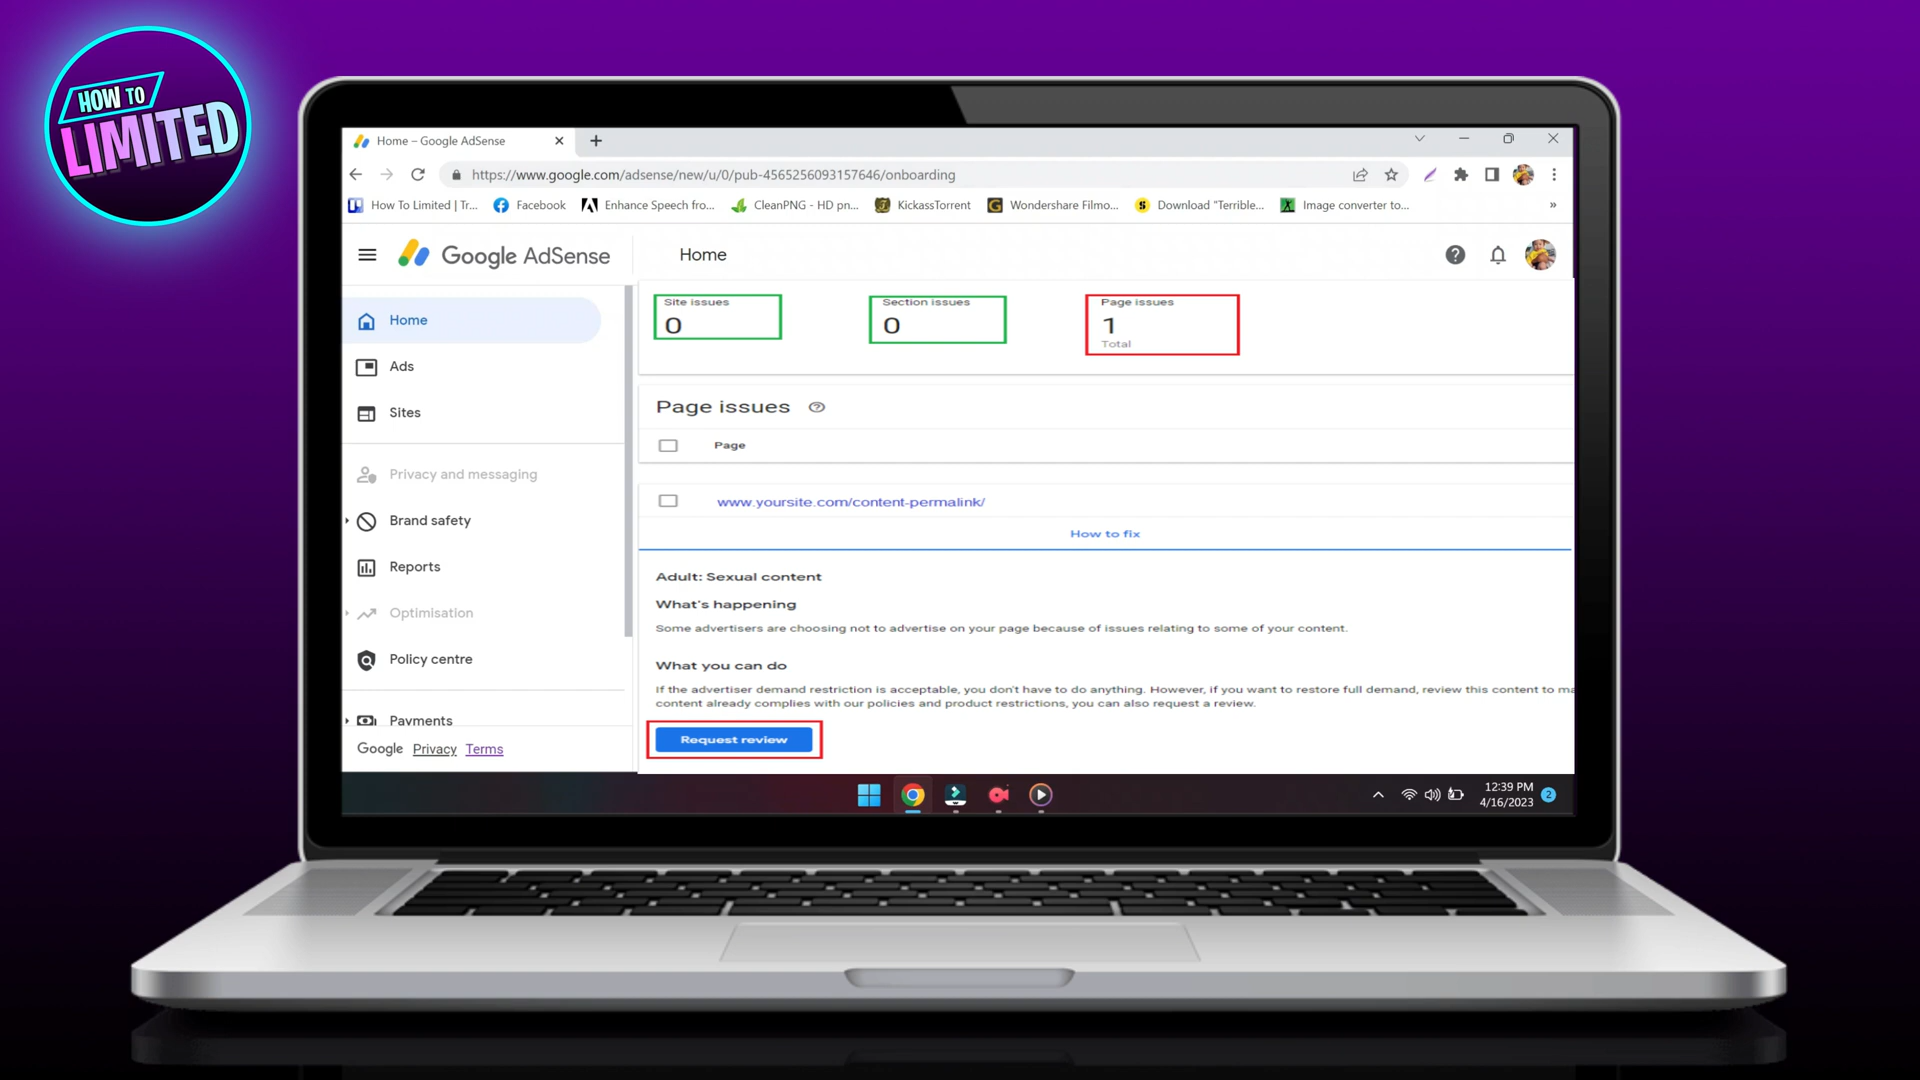 HOW TO
LIMITED
Home – Google AdSense
https://www.google.com/adsense/new/u/0/pub-4565256093157646/onboarding
How To Limited | Tr...
Facebook
Enhance Speech fro...
CleanPNG - HD pn...
KickassTorrent
Wondershare Filmo...
Download "Terrible...
Image converter to...
»
Google AdSense
Home
Home
Ads
Sites
Privacy and messaging
Brand safety
Reports
Optimisation
Policy centre
Payments
Google Privacy Terms
Site issues
0
Section issues
0
Page issues
1
Total
Page issues
Page
www.yoursite.com/content-permalink/
How to fix
Adult: Sexual content
What's happening
Some advertisers are choosing not to advertise on your page because of issues relating to some of your content.
What you can do
If the advertiser demand restriction is acceptable, you don't have to do anything. However, if you want to restore full demand, review this content to ma
content already complies with our policies and product restrictions, you can also request a review.
Request review
12:39 PM
4/16/2023
2